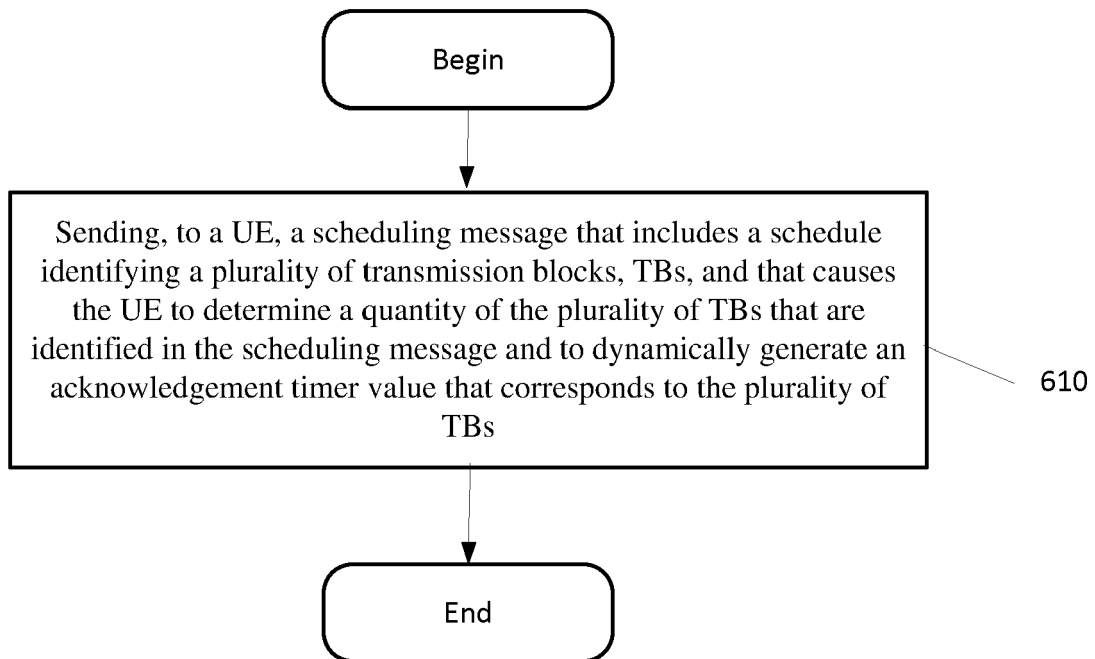 Begin
Sending, to a UE, a scheduling message that includes a schedule
identifying a plurality of transmission blocks, TBs, and that causes
the UE to determine a quantity of the plurality of TBs that are
identified in the scheduling message and to dynamically generate an
acknowledgement timer value that corresponds to the plurality of
TBs
610
End